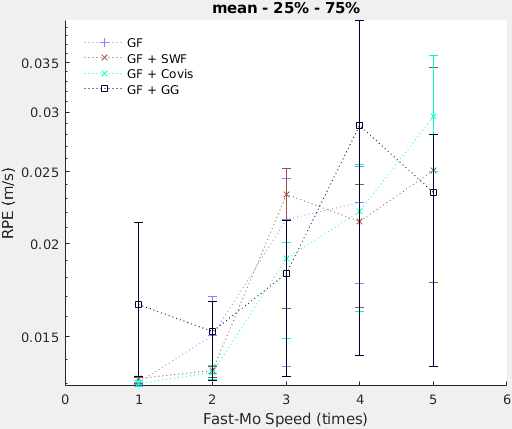 mean - 25% - 75%
GF
GF + SWF
GF + Covis
GF + GG
RPE (m/s)
0.035
0.03
0.025
0.02
0.015
0 1 2 3 4 5 6
Fast-Mo Speed (times)